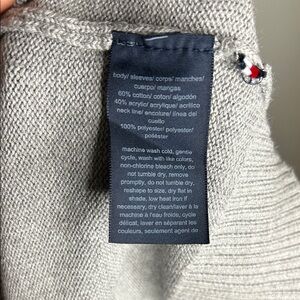 body/ sleeves/ corps/ manches/
cuerpo/ mangas
60% cotton/ coton/ algodón
40% acrylic/ acrylique/ acrílico
neck line/ encolure/ línea del
cuello
100% polyester/ polyester/
poliéster
machine wash cold, gentle
cycle, wash with like colors,
non-chlorine bleach only, do
not tumble dry, remove
promptly, do not tumble dry,
reshape to size, dry flat in
shade, low heat iron if
necessary, dry clean/laver à la
machine à l'eau froide, cycle
délicat, laver en séparant les
couleurs, seulement agent de